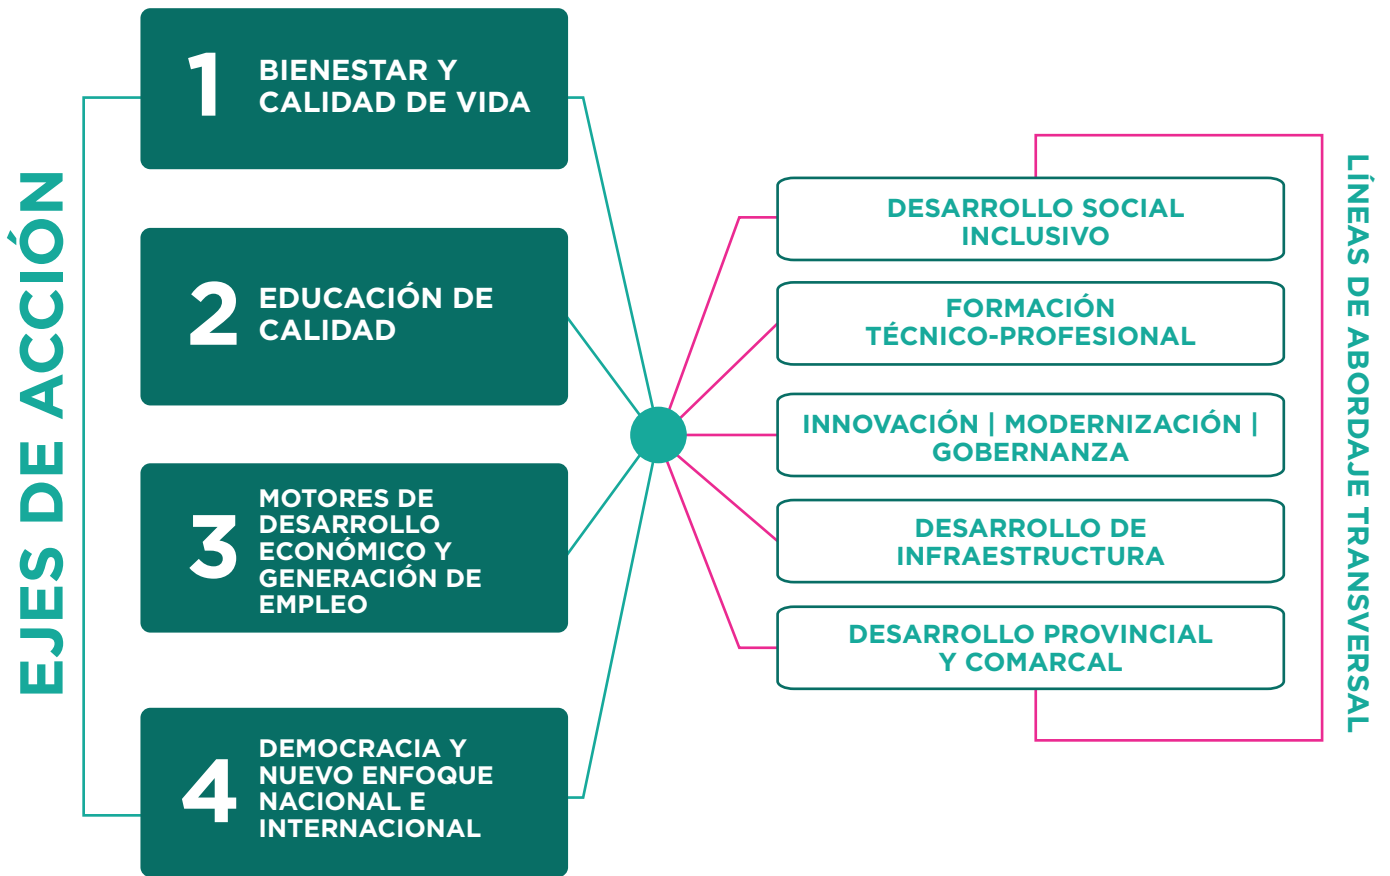 EJES DE ACCIÓN
1
BIENESTAR Y
CALIDAD DE VIDA
2
EDUCACIÓN DE
CALIDAD
3
MOTORES DE
DESARROLLO
ECONÓMICO Y
GENERACIÓN DE
EMPLEO
4
DEMOCRACIA Y
NUEVO ENFOQUE
NACIONAL E
INTERNACIONAL
DESARROLLO SOCIAL
INCLUSIVO
FORMACIÓN
TÉCNICO-PROFESIONAL
INNOVACIÓN | MODERNIZACIÓN |
GOBERNANZA
DESARROLLO DE
INFRAESTRUCTURA
DESARROLLO PROVINCIAL
Y COMARCAL
LÍNEAS DE ABORDAJE TRANSVERSAL